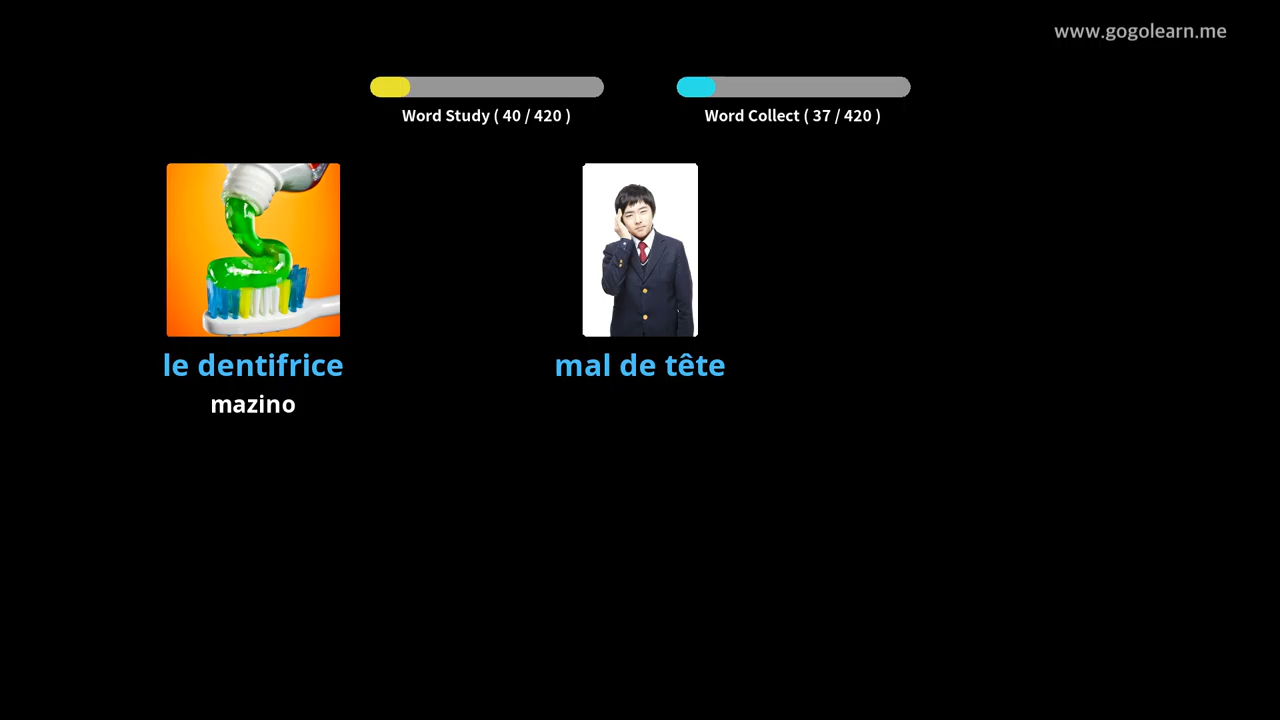 www.gogolearn.me
Word Study ( 40 / 420 )
Word Collect ( 37 / 420 )
le dentifrice
mazino
mal de tête